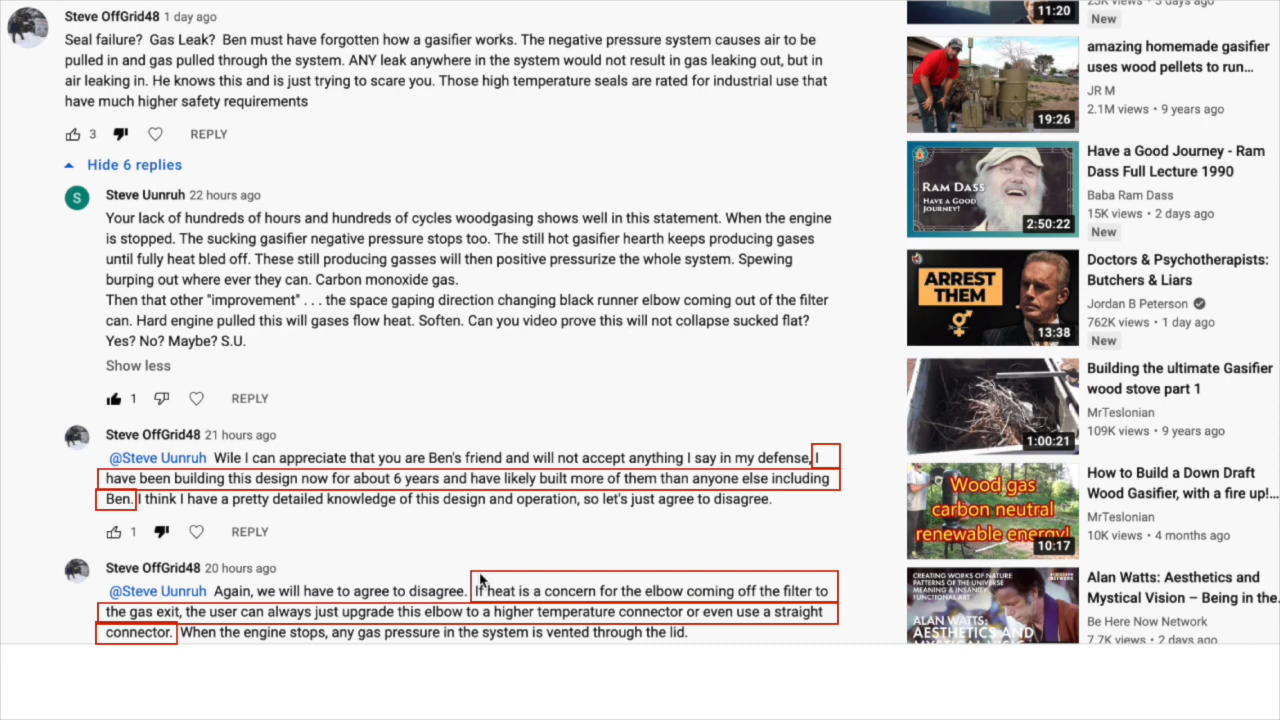 Steve OffGrid48 1 day ago
Seal failure? Gas Leak? Ben must have forgotten how a gasifier works. The negative pressure system causes air to be
pulled in and gas pulled through the system. ANY leak anywhere in the system would not result in gas leaking out, but in
air leaking in. He knows this and is just trying to scare you. Those high temperature seals are rated for industrial use that
have much higher safety requirements
3 REPLY
Hide 6 replies
S
Steve Uunruh 22 hours ago
Your lack of hundreds of hours and hundreds of cycles woodgasing shows well in this statement. When the engine
is stopped. The sucking gasifier negative pressure stops too. The still hot gasifier hearth keeps producing gases
until fully heat bled off. These still producing gasses will then positive pressurize the whole system. Spewing
burping out where ever they can. Carbon monoxide gas.
Then that other "improvement" . . . the space gaping direction changing black runner elbow coming out of the filter
can. Hard engine pulled this will gases flow heat. Soften. Can you video prove this will not collapse sucked flat?
Yes? No? Maybe? S.U.
Show less
1 REPLY
Steve OffGrid48 21 hours ago
@Steve Uunruh Wile I can appreciate that you are Ben's friend and will not accept anything I say in my defense, I
have been building this design now for about 6 years and have likely built more of them than anyone else including
Ben. I think I have a pretty detailed knowledge of this design and operation, so let's just agree to disagree.
1 REPLY
Steve OffGrid48 20 hours ago
@Steve Uunruh Again, we will have to agree to disagree. If heat is a concern for the elbow coming off the filter to
the gas exit, the user can always just upgrade this elbow to a higher temperature connector or even use a straight
connector. When the engine stops, any gas pressure in the system is vented through the lid.
11:20
23K views • 3 days ago
New
19:26
amazing homemade gasifier
uses wood pellets to run...
JR M
2.1M views • 9 years ago
RAM DASS
HAVE A GOOD
JOURNEY!
2:50:22
Have a Good Journey - Ram
Dass Full Lecture 1990
Baba Ram Dass
15K views • 2 days ago
New
ARREST
THEM
13:38
Doctors & Psychotherapists:
Butchers & Liars
Jordan B Peterson
762K views • 1 day ago
New
1:00:21
Building the ultimate Gasifier
wood stove part 1
MrTeslonian
109K views • 9 years ago
Wood gas
carbon neutral
renewable energy!
10:17
How to Build a Down Draft
Wood Gasifier, with a fire up!...
MrTeslonian
10K views • 4 months ago
CREATING WORKS OF NATURE
PATTERNS OF THE UNIVERSE
MEANING & INSANITY
FUNCTIONAL ART
ALAN WATTS:
AESTHETICS AND
Alan Watts: Aesthetics and
Mystical Vision – Being in the...
Be Here Now Network
7.7K views • 2 days ago